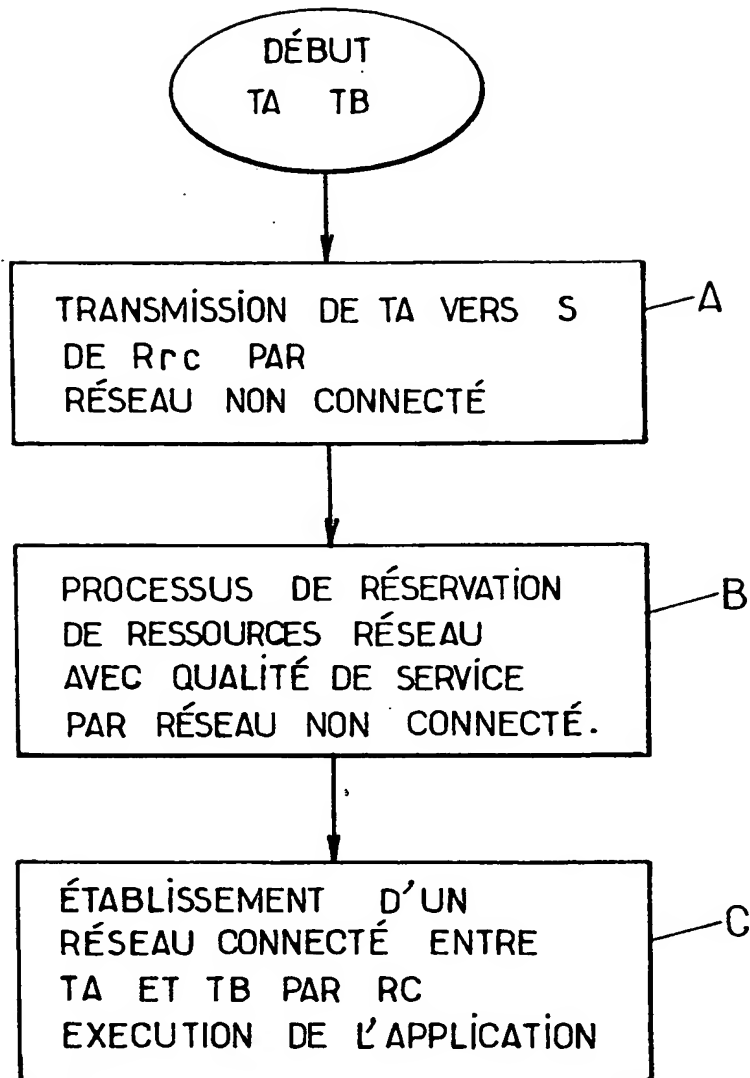 DÉBUT
TA TB
TRANSMISSION DE TA VERS S
DE Rrc PAR
RÉSEAU NON CONNECTÉ
A
PROCESSUS DE RÉSERVATION
DE RESSOURCES RÉSEAU
AVEC QUALITÉ DE SERVICE
PAR RÉSEAU NON CONNECTÉ.
B
ÉTABLISSEMENT D'UN
RÉSEAU CONNECTÉ ENTRE
TA ET TB PAR RC
EXECUTION DE L'APPLICATION
C